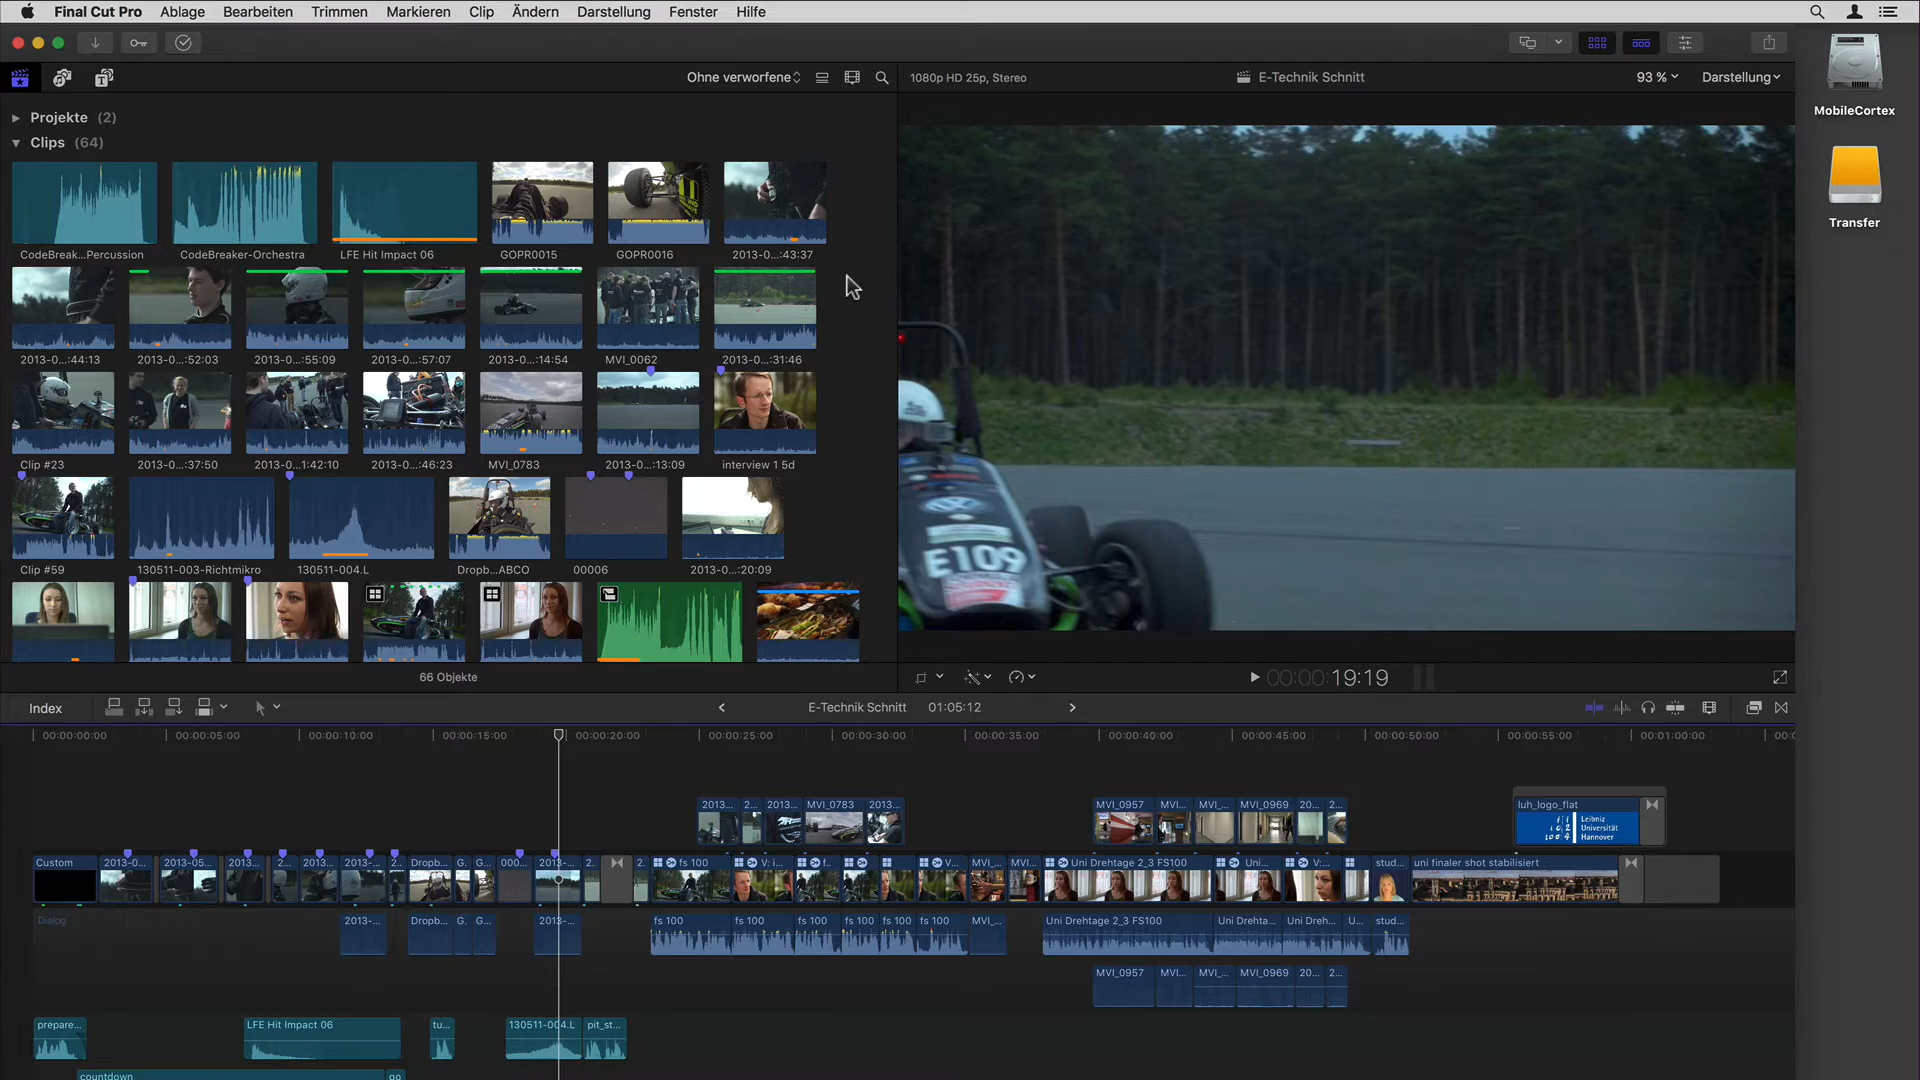 Final Cut Pro Ablage Bearbeiten Trimmen Markieren Clip Ändern Darstellung Fenster Hilfe
Ohne verworfene
1080p HD 25p, Stereo
E-Technik Schnitt
93 %
Darstellung
MobileCortex
Transfer
Projekte (2)
Clips (64)
CodeBreak...Percussion
CodeBreaker-Orchestra
LFE Hit Impact 06
GOPR0015
GOPR0016
2013-0...:43:37
2013-0...:44:13
2013-0...:52:03
2013-0...:55:09
2013-0...:57:07
2013-0...:14:54
MVI_0062
2013-0...:31:46
Clip #23
2013-0...:37:50
2013-0...1:42:10
2013-0...:46:23
MVI_0783
2013-0...:13:09
interview 1 5d
Clip #59
130511-003-Richtmikro
130511-004.L
Dropb...ABCO
00006
2013-0...:20:09
E109
66 Objekte
00:00:19:19
Index
E-Technik Schnitt
01:05:12
00:00:00:00
00:00:05:00
00:00:10:00
00:00:15:00
00:00:20:00
00:00:25:00
00:00:30:00
00:00:35:00
00:00:40:00
00:00:45:00
00:00:50:00
00:00:55:00
00:01:00:00
00:0
2013...
2...
2013...
MVI_0783
2013...
MVI_0957
MVI...
MVI_...
MVI_0969
20...
2...
luh_logo_flat
Leibniz
Universität
Hannover
Custom
2013-0...
2013-05...
2013...
2...
2013-...
2013-...
2...
Dropb...
G.
G...
000...
2013-...
2..
2.
fs 100
V: i...
f...
V...
MVI_...
MVI...
Uni Drehtage 2_3 FS100
Uni...
V:...
stud...
uni finaler shot stabilisiert
Dialog
2013-...
Dropb...
G.
G...
2013-...
fs 100
fs 100
fs 100
fs 100
fs 100
fs 100
MVI_...
Uni Drehtage 2_3 FS100
Uni Drehta...
Uni Dreh...
U...
stud...
MVI_0957
MVI...
MVI_...
MVI_0969
20...
2...
prepare...
LFE Hit Impact 06
tu...
130511-004.L
pit_st...
countdown
go